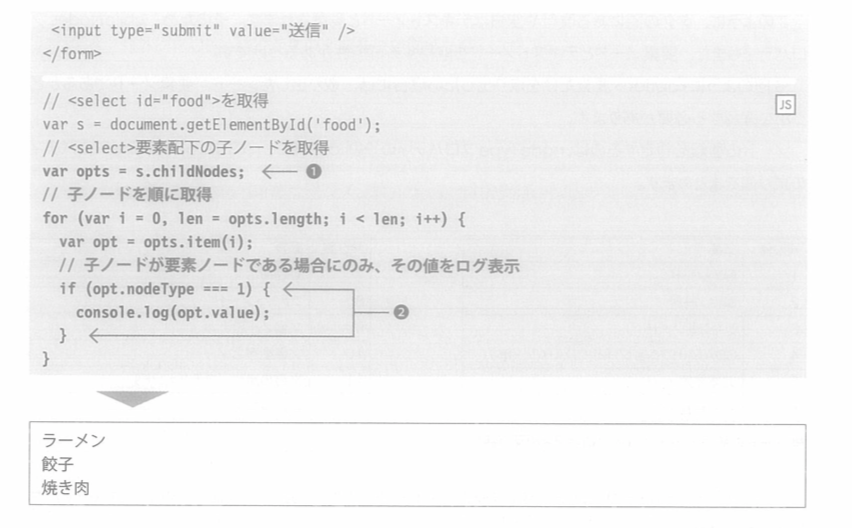 <input type="submit" value="送信" />
</form>
// <select id="food">を取得
JS
var s = document.getElementById('food');
// <select>要素配下の子ノードを取得
var opts = s.childNodes; ← ❶
// 子ノードを順に取得
for (var i = 0, len = opts.length; i < len; i++) {
var opt = opts.item(i);
// 子ノードが要素ノードである場合にのみ、その値をログ表示
if (opt.nodeType === 1) { ←
console.log(opt.value); ❷
} ←
}
ラーメン
餃子
焼き肉